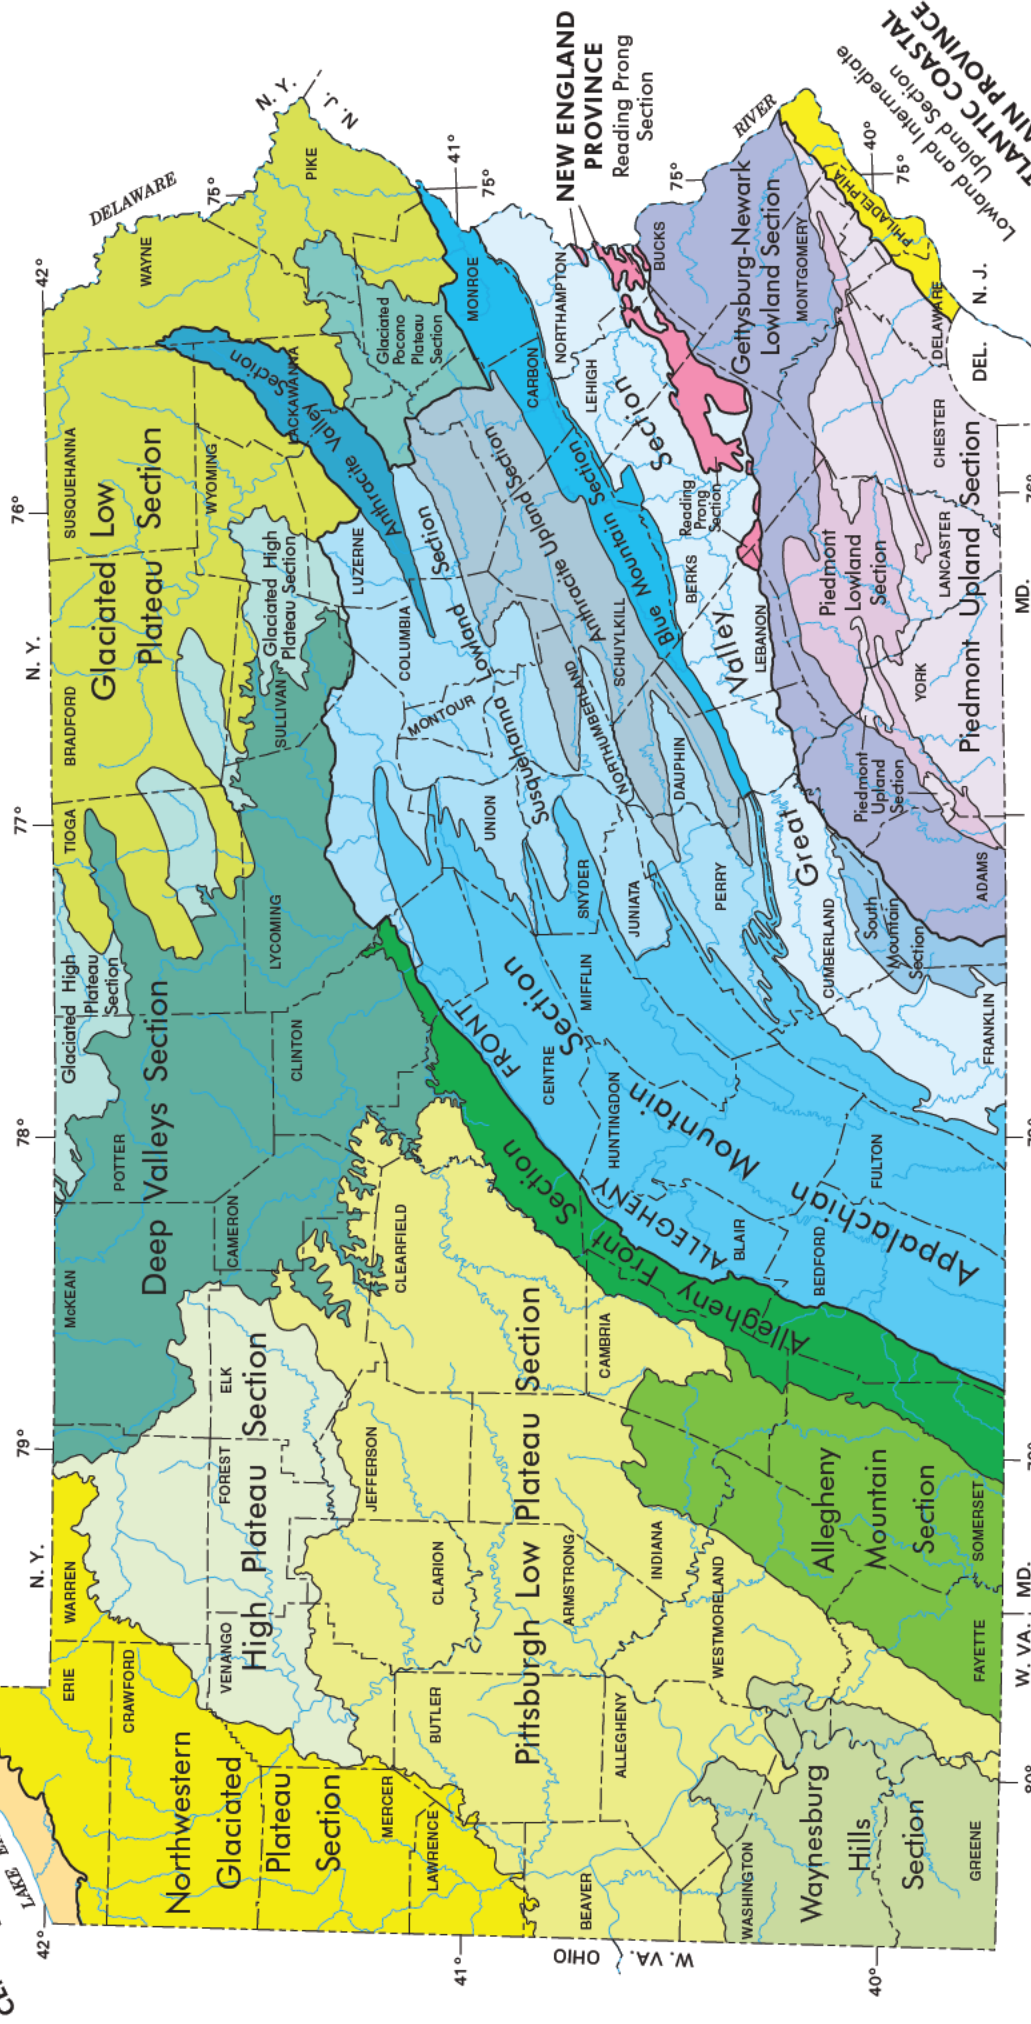 LAKE
42°
N. Y.
79°
78°
77°
N. Y.
76°
42°
DELAWARE
75°
N. Y.
N. J.
ERIE
WARREN
McKEAN
POTTER
TIOGA
BRADFORD
SUSQUEHANNA
WAYNE
PIKE
CRAWFORD
Northwestern
Glaciated
Plateau
Section
MERCER
LAWRENCE
VENANGO
FOREST
ELK
High Plateau Section
CAMERON
Deep Valleys Section
Glaciated High
Plateau
Section
Glaciated Low
Plateau Section
CLINTON
LYCOMING
SULLIVAN
Glaciated High
Plateau Section
WYOMING
LACKAWANNA
Anthracite Valley Section
LUZERNE
Glaciated
Pocono
Plateau
Section
MONROE
41°
75°
41°
CLARION
JEFFERSON
CLEARFIELD
BUTLER
Pittsburgh Low Plateau Section
ARMSTRONG
INDIANA
CAMBRIA
BEAVER
ALLEGHENY
WESTMORELAND
OHIO
W. VA.
WASHINGTON
Waynesburg
Hills
Section
GREENE
FAYETTE
SOMERSET
Allegheny
Mountain
Section
Allegheny Front Section
ALLEGHENY FRONT
Appalachian Mountain Section
CENTRE
HUNTINGDON
BLAIR
BEDFORD
FULTON
MIFFLIN
SNYDER
JUNIATA
PERRY
UNION
MONTOUR
COLUMBIA
NORTHUMBERLAND
Susquehanna Lowland Section
DAUPHIN
SCHUYLKILL
Anthracite Upland Section
CARBON
Blue Mountain Section
NORTHAMPTON
LEHIGH
BERKS
LEBANON
Great Valley Section
CUMBERLAND
FRANKLIN
South
Mountain
Section
Reading
Prong
Section
NEW ENGLAND
PROVINCE
Reading Prong
Section
75°
RIVER
BUCKS
Gettysburg-Newark
Lowland Section
MONTGOMERY
PHILADELPHIA
DELAWARE
CHESTER
LANCASTER
YORK
ADAMS
Piedmont
Upland
Section
Piedmont
Lowland
Section
Piedmont Upland Section
Lowland and Intermediate
Upland Section
40°
75°
N. J.
DEL.
MD.
40°
W. VA.
MD.